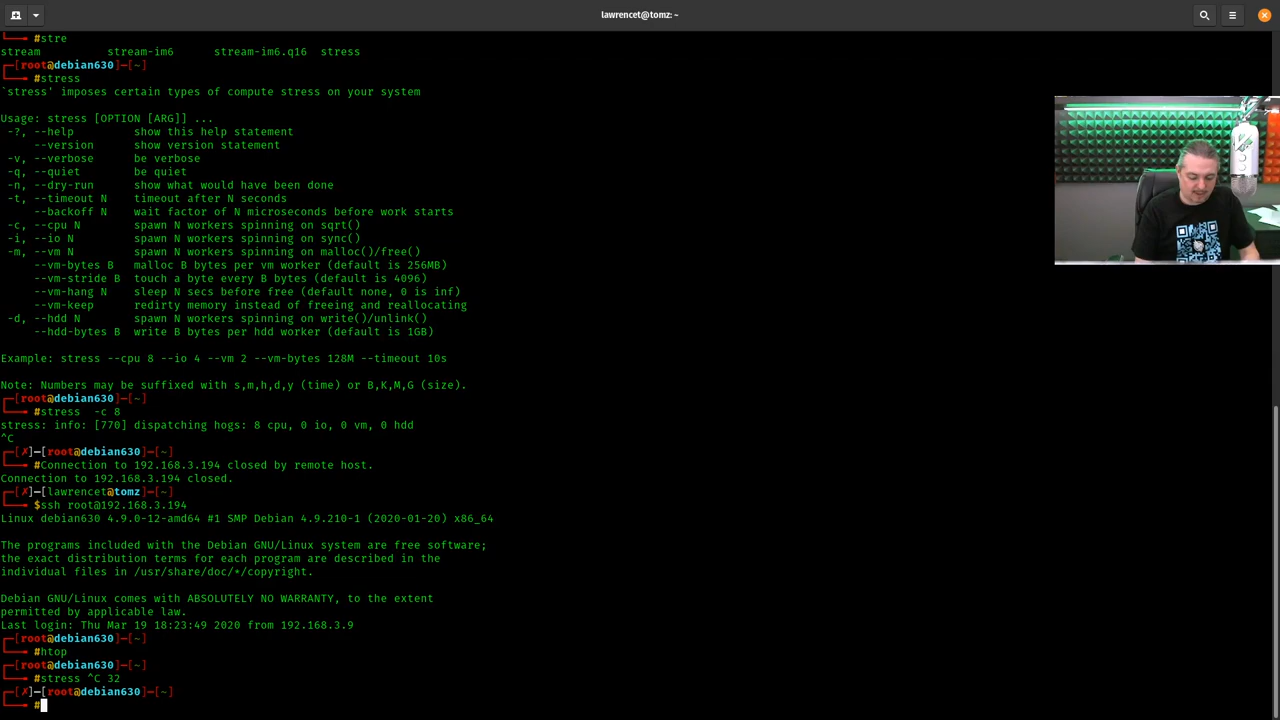 lawrencet@tomz: ~
#stre
stream stream-im6 stream-im6.q16 stress
[root@debian630]—[~]
#stress
`stress' imposes certain types of compute stress on your system
Usage: stress [OPTION [ARG]] ...
-?, --help show this help statement
--version show version statement
-v, --verbose be verbose
-q, --quiet be quiet
-n, --dry-run show what would have been done
-t, --timeout N timeout after N seconds
--backoff N wait factor of N microseconds before work starts
-c, --cpu N spawn N workers spinning on sqrt()
-i, --io N spawn N workers spinning on sync()
-m, --vm N spawn N workers spinning on malloc()/free()
--vm-bytes B malloc B bytes per vm worker (default is 256MB)
--vm-stride B touch a byte every B bytes (default is 4096)
--vm-hang N sleep N secs before free (default none, 0 is inf)
--vm-keep redirty memory instead of freeing and reallocating
-d, --hdd N spawn N workers spinning on write()/unlink()
--hdd-bytes B write B bytes per hdd worker (default is 1GB)
Example: stress --cpu 8 --io 4 --vm 2 --vm-bytes 128M --timeout 10s
Note: Numbers may be suffixed with s,m,h,d,y (time) or B,K,M,G (size).
[root@debian630]—[~]
#stress -c 8
stress: info: [770] dispatching hogs: 8 cpu, 0 io, 0 vm, 0 hdd
^C
[✗]—[root@debian630]—[~]
#Connection to 192.168.3.194 closed by remote host.
Connection to 192.168.3.194 closed.
[✗]—[lawrencet@tomz]—[~]
$ssh root@192.168.3.194
Linux debian630 4.9.0-12-amd64 #1 SMP Debian 4.9.210-1 (2020-01-20) x86_64
The programs included with the Debian GNU/Linux system are free software;
the exact distribution terms for each program are described in the
individual files in /usr/share/doc/*/copyright.
Debian GNU/Linux comes with ABSOLUTELY NO WARRANTY, to the extent
permitted by applicable law.
Last login: Thu Mar 19 18:23:49 2020 from 192.168.3.9
[root@debian630]—[~]
#htop
[root@debian630]—[~]
#stress ^C 32
[✗]—[root@debian630]—[~]
#